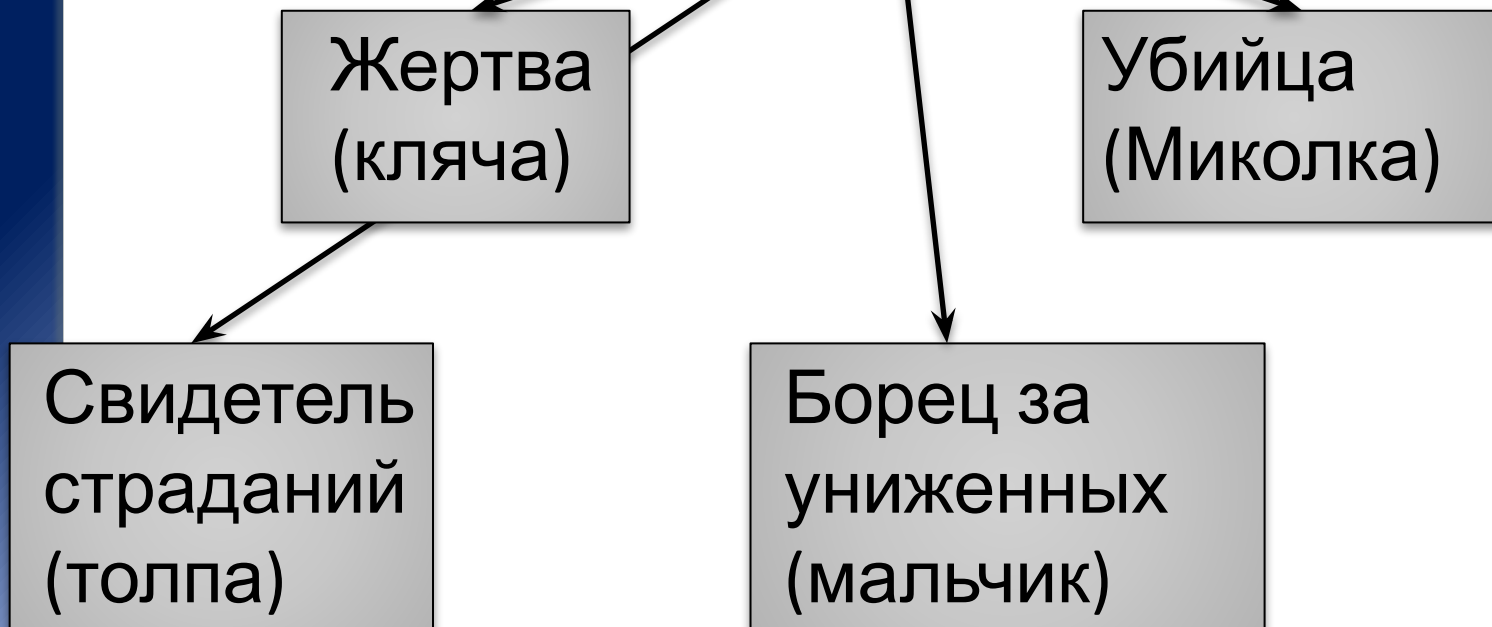 Жертва
(кляча)
Убийца
(Миколка)
Свидетель
страданий
(толпа)
Борец за
униженных
(мальчик)